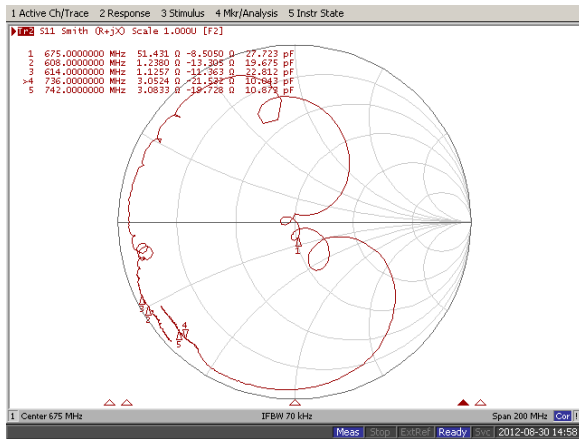 1 Active Ch/Trace 2 Response 3 Stimulus 4 Mkr/Analysis 5 Instr State
Tr2 S11 Smith (R+jX) Scale 1.000U [F2]
1 675.0000000 MHz 51.431 Ω -8.5050 Ω 27.723 pF
2 608.0000000 MHz 1.2380 Ω -13.305 Ω 19.675 pF
3 614.0000000 MHz 1.1257 Ω -11.363 Ω 22.812 pF
>4 736.0000000 MHz 3.0524 Ω -21.532 Ω 10.043 pF
5 742.0000000 MHz 3.0833 Ω -19.728 Ω 10.873 pF
1
3
2
4
5
1 Center 675 MHz IFBW 70 kHz Span 200 MHz Cor !
Meas Stop ExtRef Ready Svc 2012-08-30 14:58